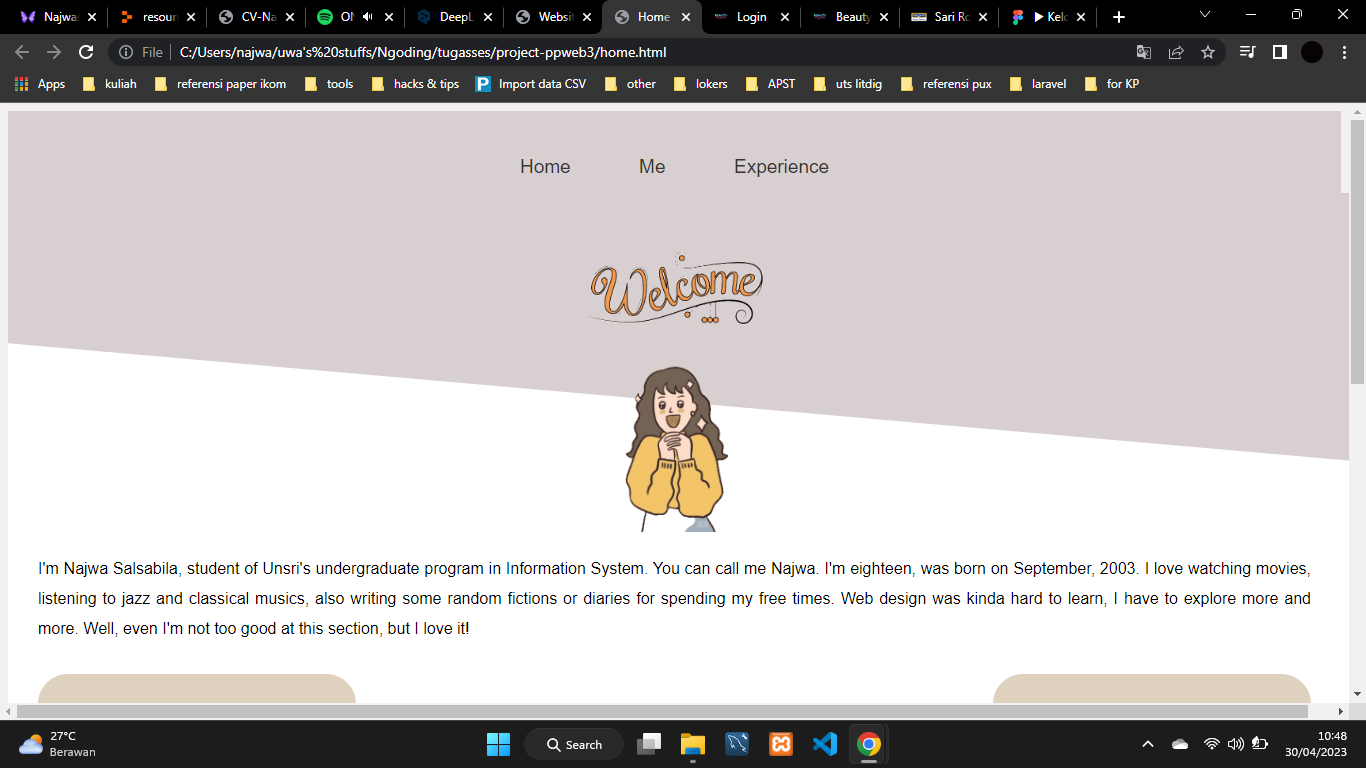 Najwa
resour
CV-Na
DeepL
Websit
Home
Login
Beauty
Sari Ro
File
C:/Users/najwa/uwa's%20stuffs/Ngoding/tugasses/project-ppweb3/home.html
Apps
kuliah
referensi paper ikom
tools
hacks & tips
Import data CSV
other
lokers
APST
uts litdig
referensi pux
laravel
for KP
Home
Me
Experience
Welcome
I'm Najwa Salsabila, student of Unsri's undergraduate program in Information System. You can call me Najwa. I'm eighteen, was born on September, 2003. I love watching movies,
listening to jazz and classical musics, also writing some random fictions or diaries for spending my free times. Web design was kinda hard to learn, I have to explore more and
more. Well, even I'm not too good at this section, but I love it!
27°C
Berawan
Search
10:48
30/04/2023